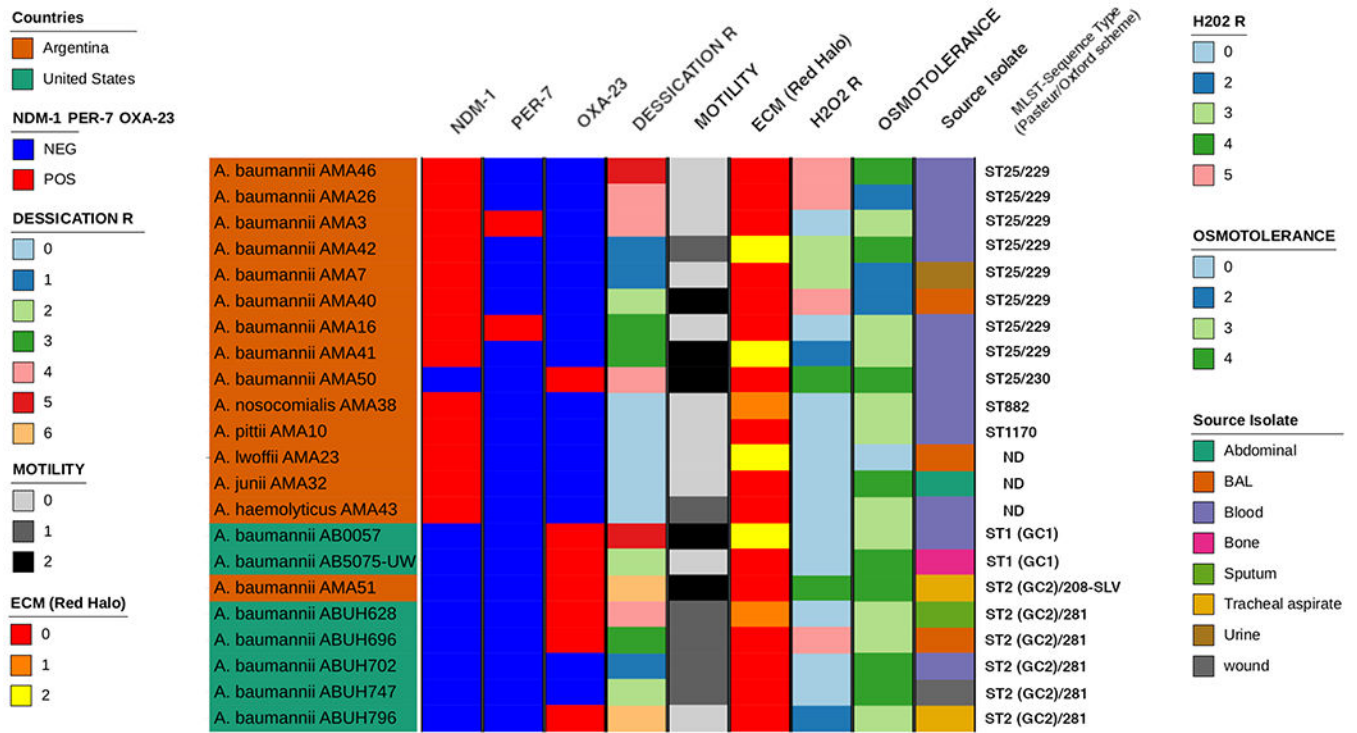 Countries
Argentina
United States
NDM-1 PER-7 OXA-23
NEG
POS
DESSICATION R
0
1
2
3
4
5
6
MOTILITY
0
1
2
ECM (Red Halo)
0
1
2
NDM-1
PER-7
OXA-23
DESSICATION R
MOTILITY
ECM (Red Halo)
H2O2 R
OSMOTOLERANCE
Source Isolate
MLST-Sequence Type
(Pasteur/Oxford scheme)
A. baumannii AMA46 ST25/229
A. baumannii AMA26 ST25/229
A. baumannii AMA3 ST25/229
A. baumannii AMA42 ST25/229
A. baumannii AMA7 ST25/229
A. baumannii AMA40 ST25/229
A. baumannii AMA16 ST25/229
A. baumannii AMA41 ST25/229
A. baumannii AMA50 ST25/230
A. nosocomialis AMA38 ST882
A. pittii AMA10 ST1170
A. lwoffii AMA23 ND
A. junii AMA32 ND
A. haemolyticus AMA43 ND
A. baumannii AB0057 ST1 (GC1)
A. baumannii AB5075-UW ST1 (GC1)
A. baumannii AMA51 ST2 (GC2)/208-SLV
A. baumannii ABUH628 ST2 (GC2)/281
A. baumannii ABUH696 ST2 (GC2)/281
A. baumannii ABUH702 ST2 (GC2)/281
A. baumannii ABUH747 ST2 (GC2)/281
A. baumannii ABUH796 ST2 (GC2)/281
H202 R
0
2
3
4
5
OSMOTOLERANCE
0
2
3
4
Source Isolate
Abdominal
BAL
Blood
Bone
Sputum
Tracheal aspirate
Urine
wound